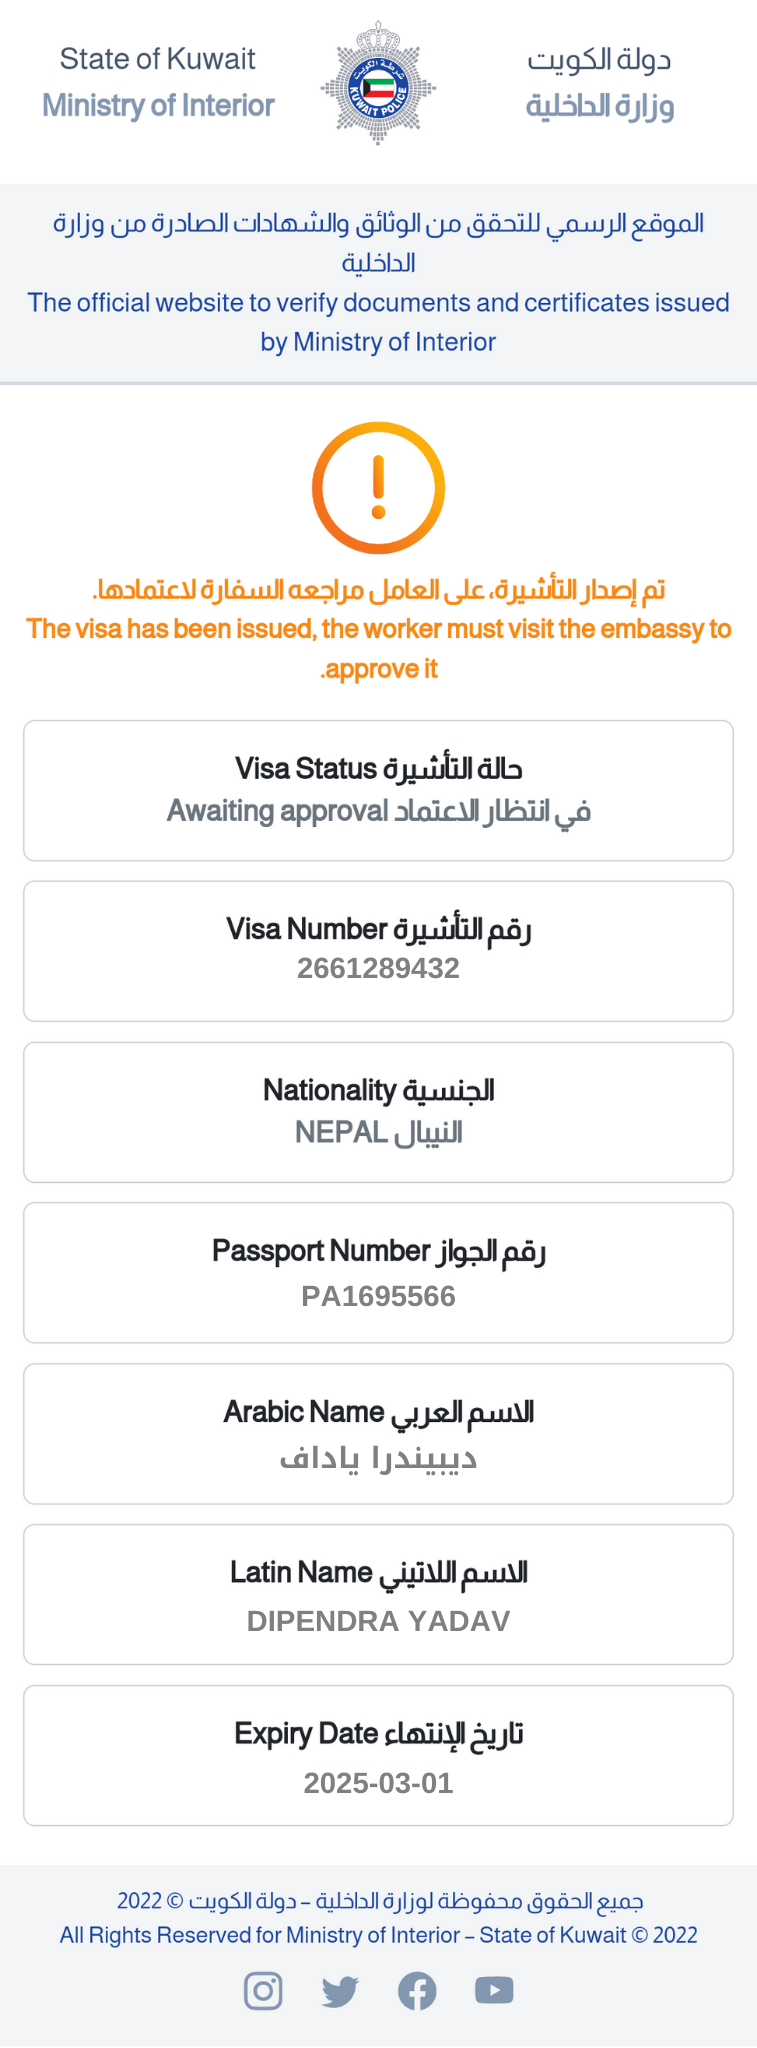 State of Kuwait
Ministry of Interior
شرطة الكويت
KUWAIT POLICE
دولة الكويت
وزارة الداخلية
الموقع الرسمي للتحقق من الوثائق والشهادات الصادرة من وزارة
الداخلية
The official website to verify documents and certificates issued
by Ministry of Interior
تم إصدار التأشيرة، على العامل مراجعه السفارة لاعتمادها.
The visa has been issued, the worker must visit the embassy to
.approve it
Visa Status حالة التأشيرة
Awaiting approval في انتظار الاعتماد
Visa Number رقم التأشيرة
2661289432
Nationality الجنسية
NEPAL النيبال
Passport Number رقم الجواز
PA1695566
Arabic Name الاسم العربي
ديبيندرا ياداف
Latin Name الاسم اللاتيني
DIPENDRA YADAV
Expiry Date تاريخ الإنتهاء
2025-03-01
جميع الحقوق محفوظة لوزارة الداخلية – دولة الكويت © 2022
All Rights Reserved for Ministry of Interior – State of Kuwait © 2022